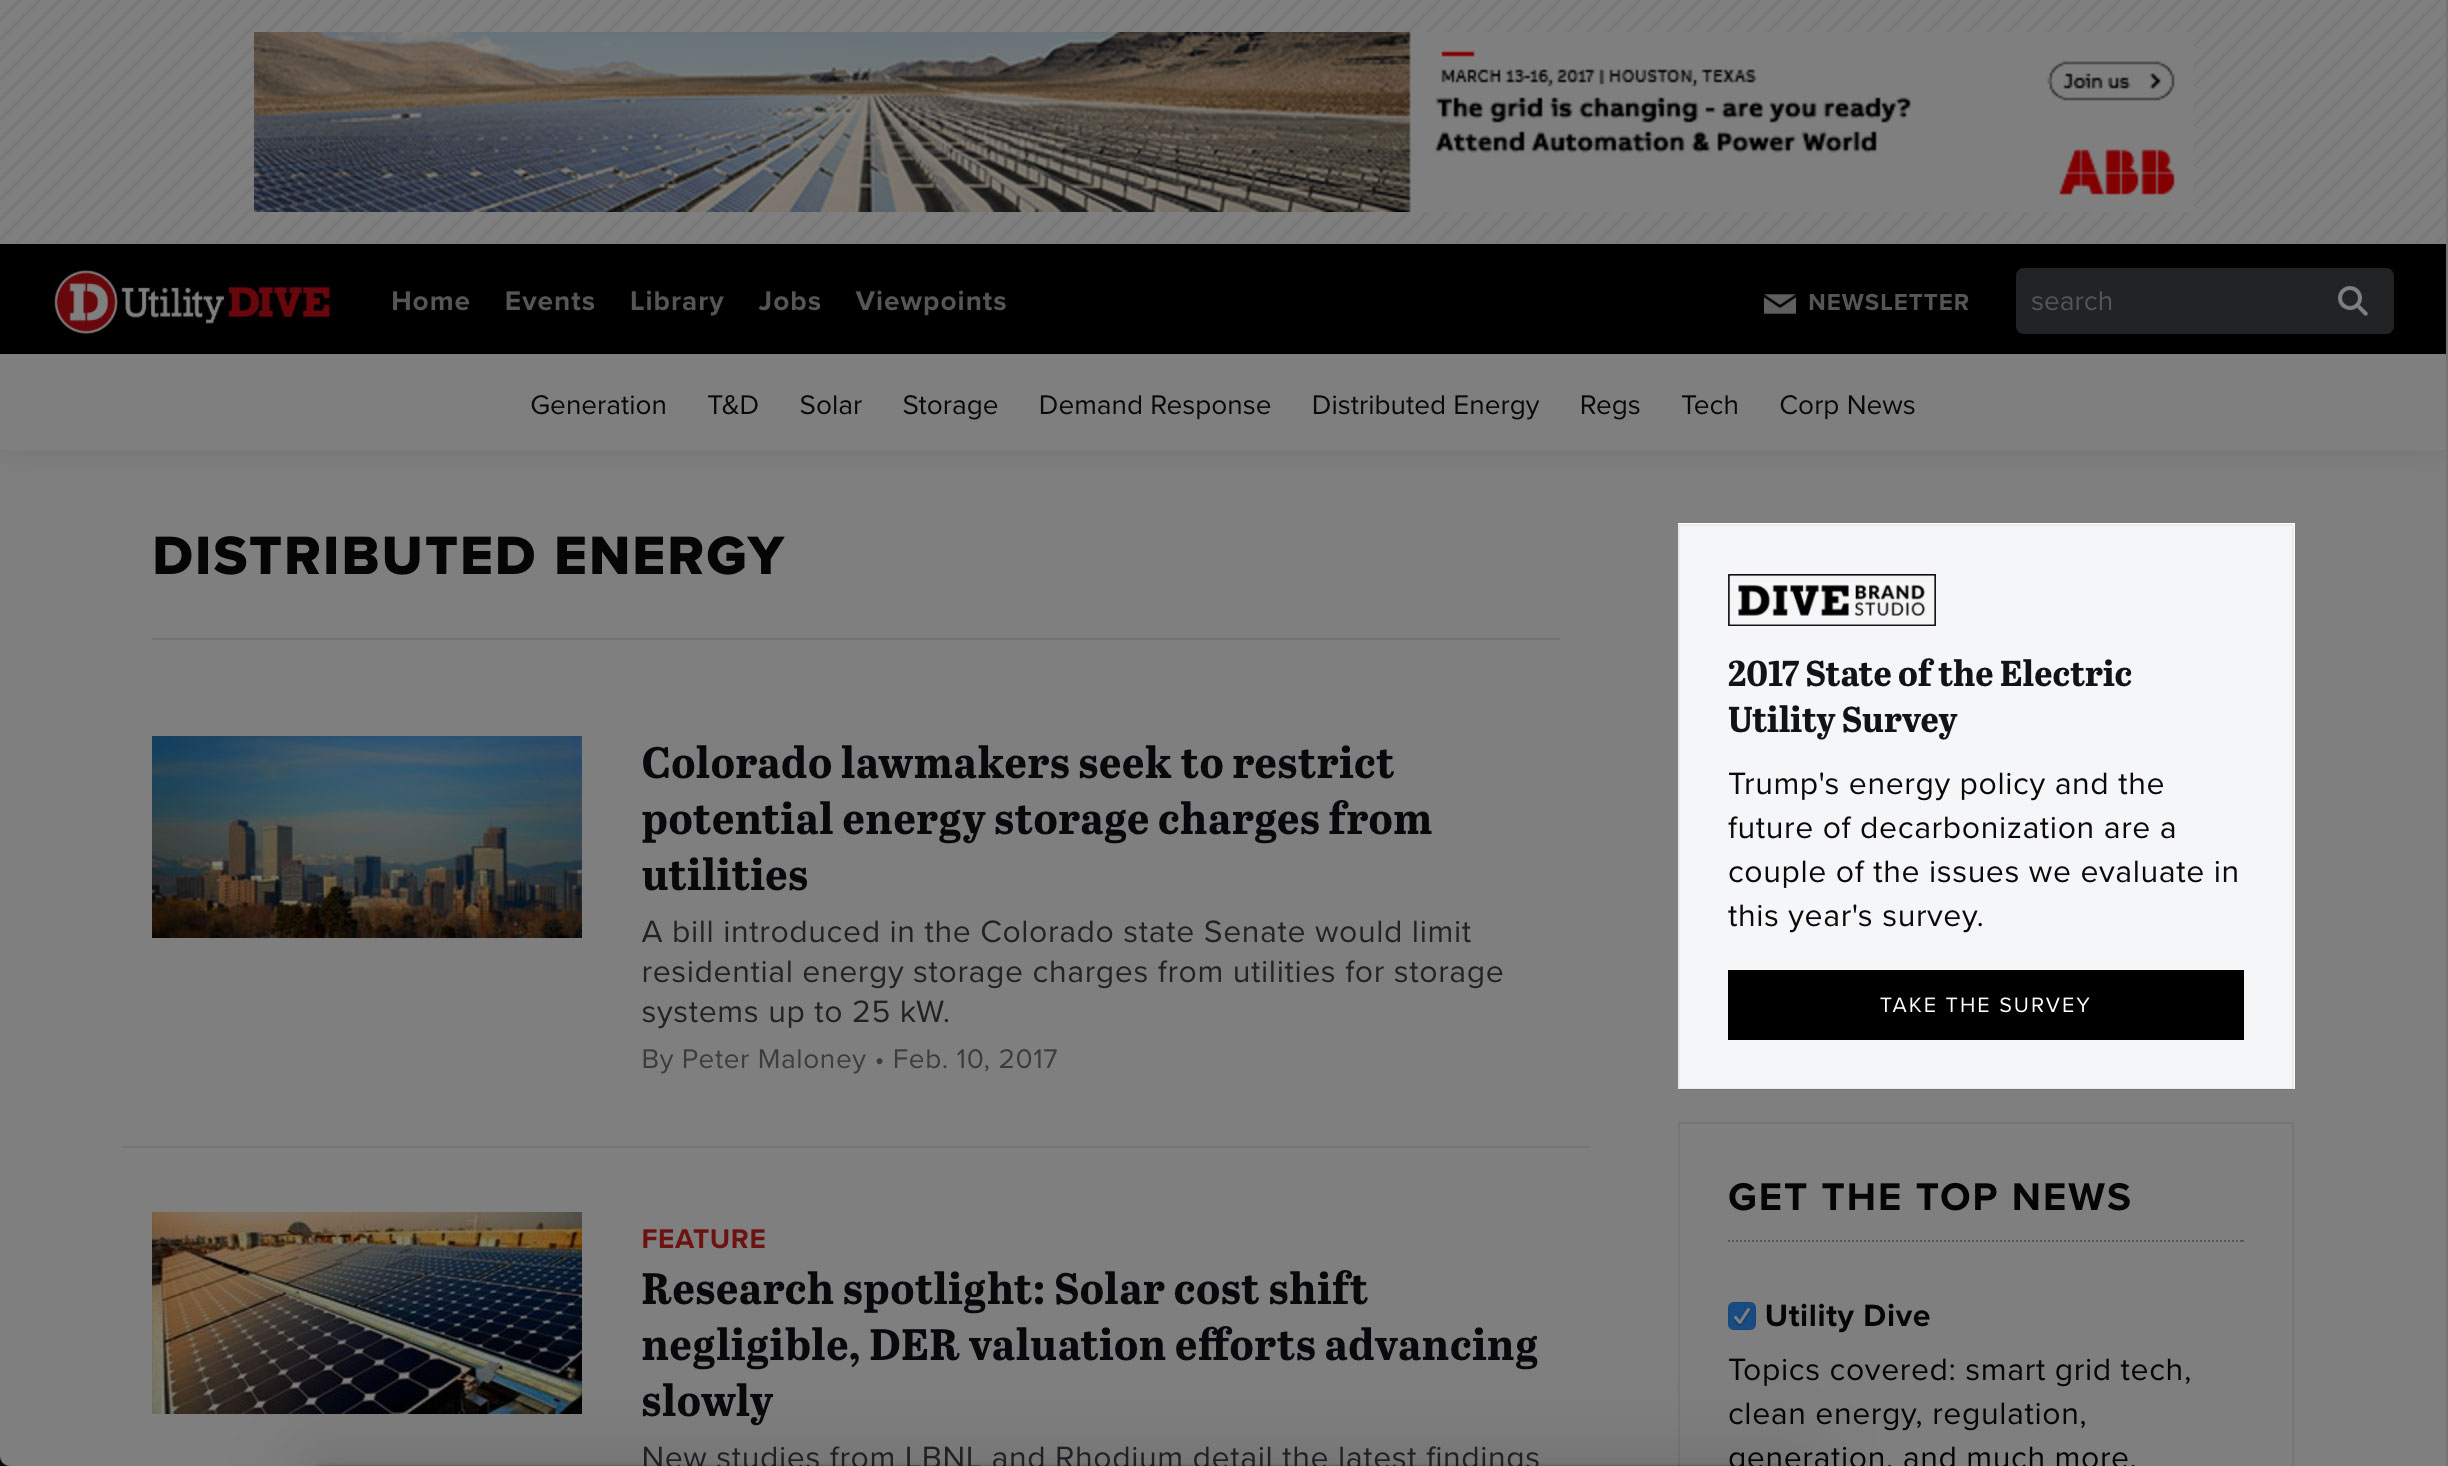 MARCH 13-16, 2017 | HOUSTON, TEXAS
The grid is changing - are you ready?
Attend Automation & Power World
Join us
ABB
D Utility DIVE
Home Events Library Jobs Viewpoints
NEWSLETTER
search
Generation T&D Solar Storage Demand Response Distributed Energy Regs Tech Corp News
DISTRIBUTED ENERGY
Colorado lawmakers seek to restrict
potential energy storage charges from
utilities
A bill introduced in the Colorado state Senate would limit
residential energy storage charges from utilities for storage
systems up to 25 kW.
By Peter Maloney • Feb. 10, 2017
FEATURE
Research spotlight: Solar cost shift
negligible, DER valuation efforts advancing
slowly
New studies from LBNL and Rhodium detail the latest findings
DIVE BRAND STUDIO
2017 State of the Electric
Utility Survey
Trump's energy policy and the
future of decarbonization are a
couple of the issues we evaluate in
this year's survey.
TAKE THE SURVEY
GET THE TOP NEWS
Utility Dive
Topics covered: smart grid tech,
clean energy, regulation,
generation, and much more.